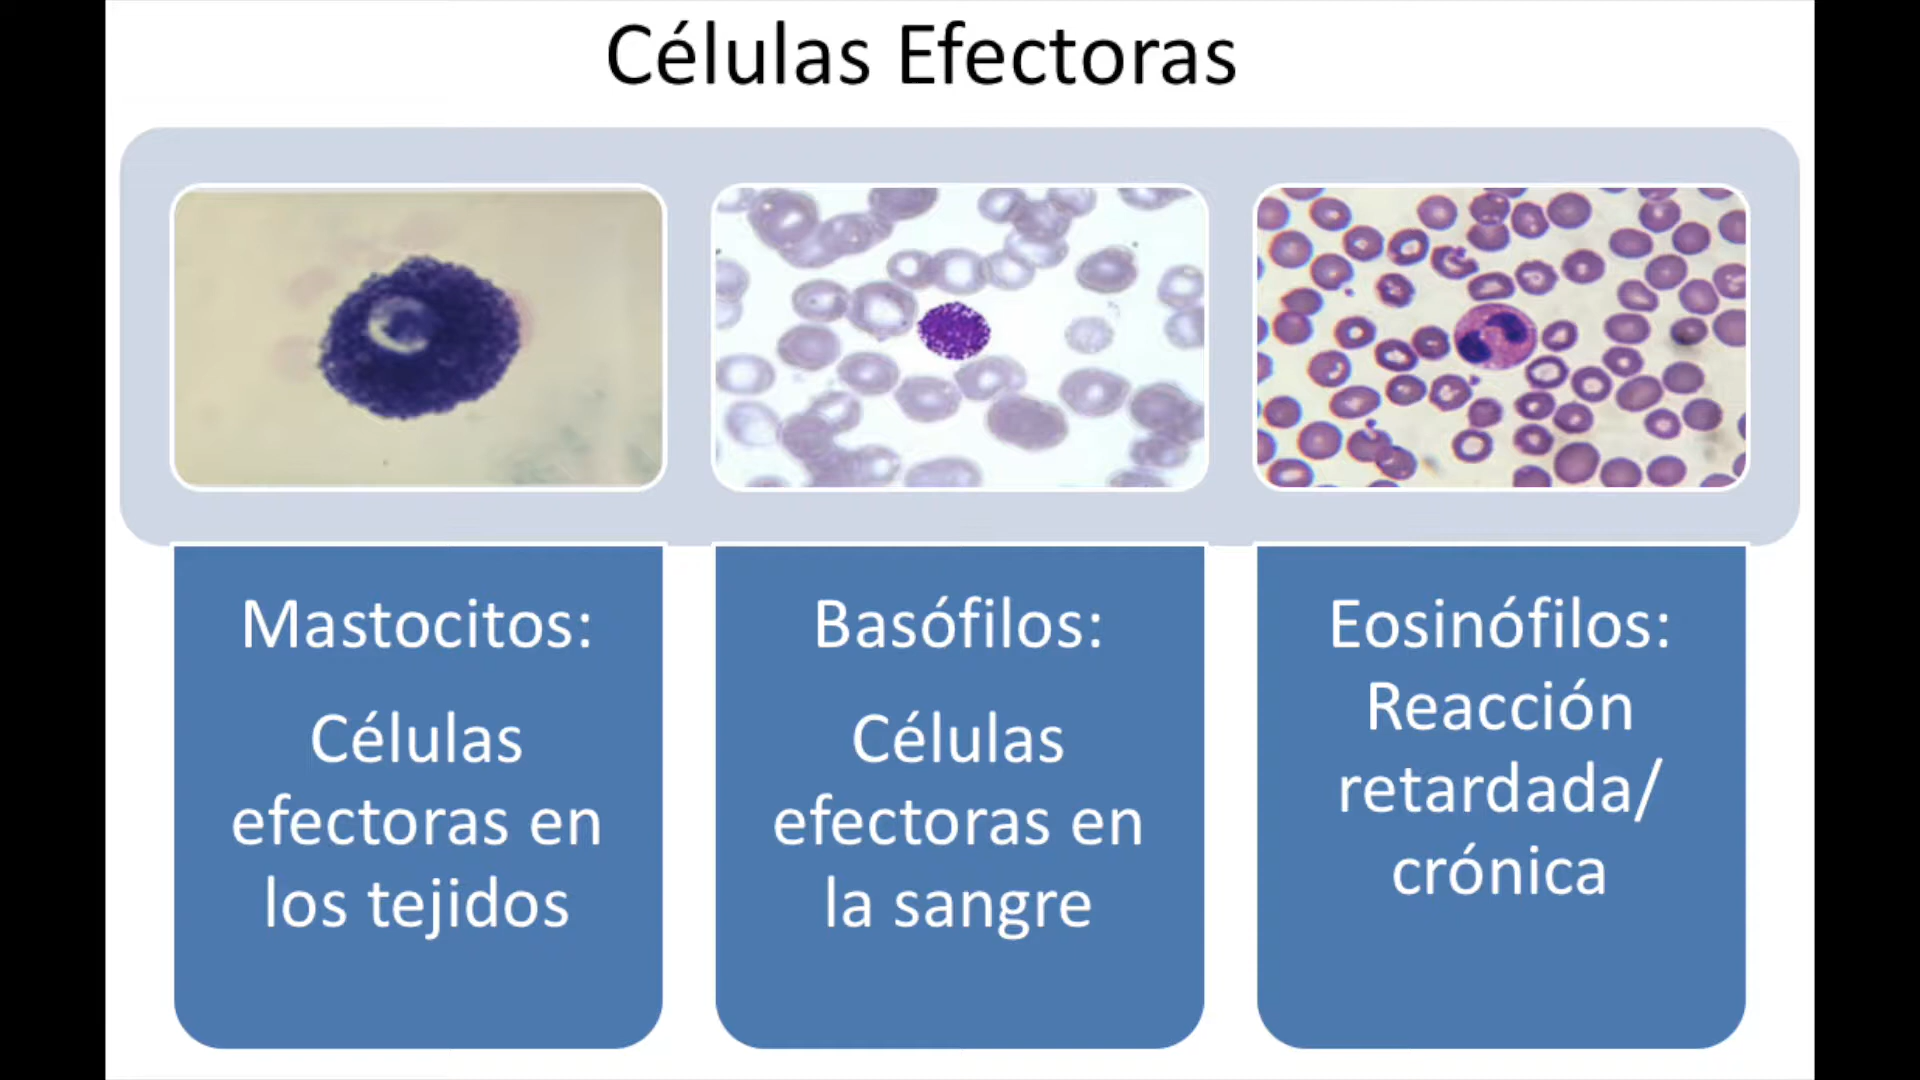 Células Efectoras
Mastocitos:
Células
efectoras en
los tejidos
Basófilos:
Células
efectoras en
la sangre
Eosinófilos:
Reacción
retardada/
crónica